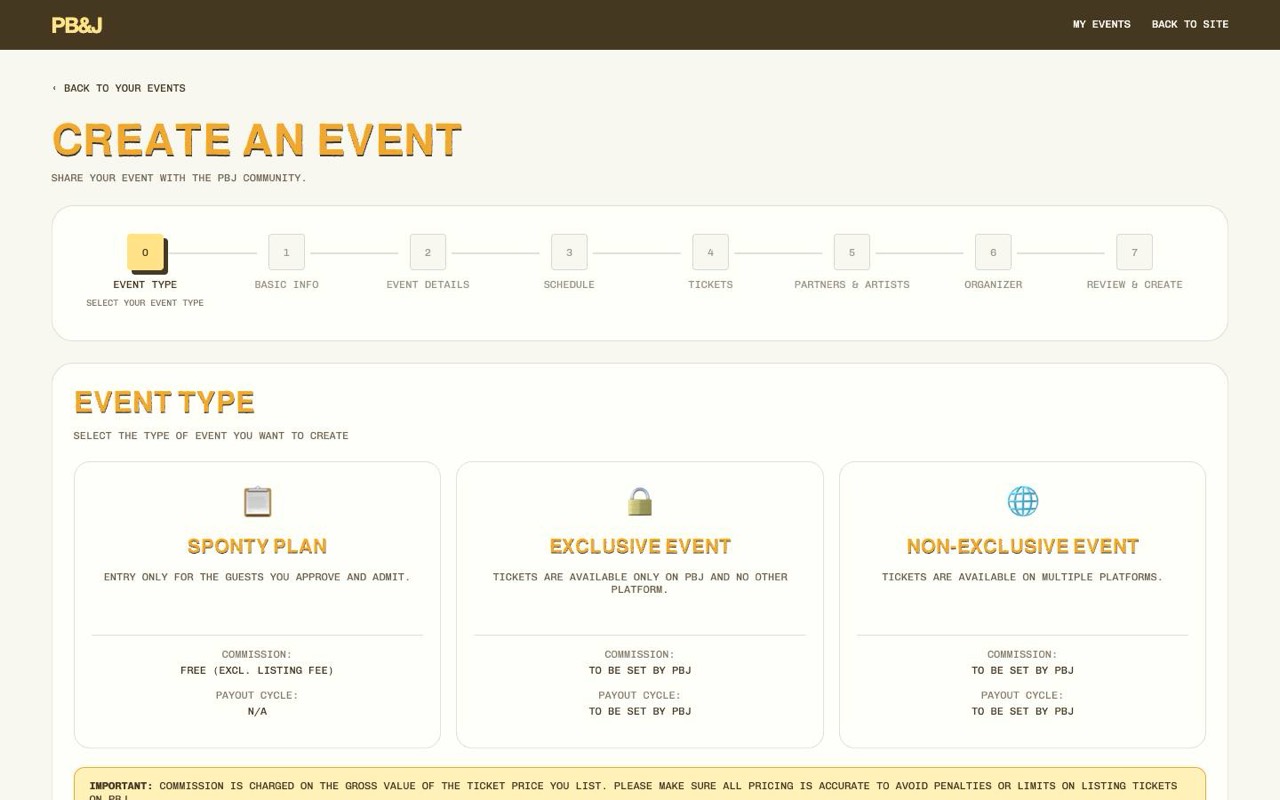 PB&J
MY EVENTS
BACK TO SITE
‹ BACK TO YOUR EVENTS
CREATE AN EVENT
SHARE YOUR EVENT WITH THE PBJ COMMUNITY.
0
EVENT TYPE
SELECT YOUR EVENT TYPE
1
BASIC INFO
2
EVENT DETAILS
3
SCHEDULE
4
TICKETS
5
PARTNERS & ARTISTS
6
ORGANIZER
7
REVIEW & CREATE
EVENT TYPE
SELECT THE TYPE OF EVENT YOU WANT TO CREATE
SPONTY PLAN
ENTRY ONLY FOR THE GUESTS YOU APPROVE AND ADMIT.
COMMISSION:
FREE (EXCL. LISTING FEE)
PAYOUT CYCLE:
N/A
EXCLUSIVE EVENT
TICKETS ARE AVAILABLE ONLY ON PBJ AND NO OTHER
PLATFORM.
COMMISSION:
TO BE SET BY PBJ
PAYOUT CYCLE:
TO BE SET BY PBJ
NON-EXCLUSIVE EVENT
TICKETS ARE AVAILABLE ON MULTIPLE PLATFORMS.
COMMISSION:
TO BE SET BY PBJ
PAYOUT CYCLE:
TO BE SET BY PBJ
IMPORTANT: COMMISSION IS CHARGED ON THE GROSS VALUE OF THE TICKET PRICE YOU LIST. PLEASE MAKE SURE ALL PRICING IS ACCURATE TO AVOID PENALTIES OR LIMITS ON LISTING TICKETS
ON PBJ